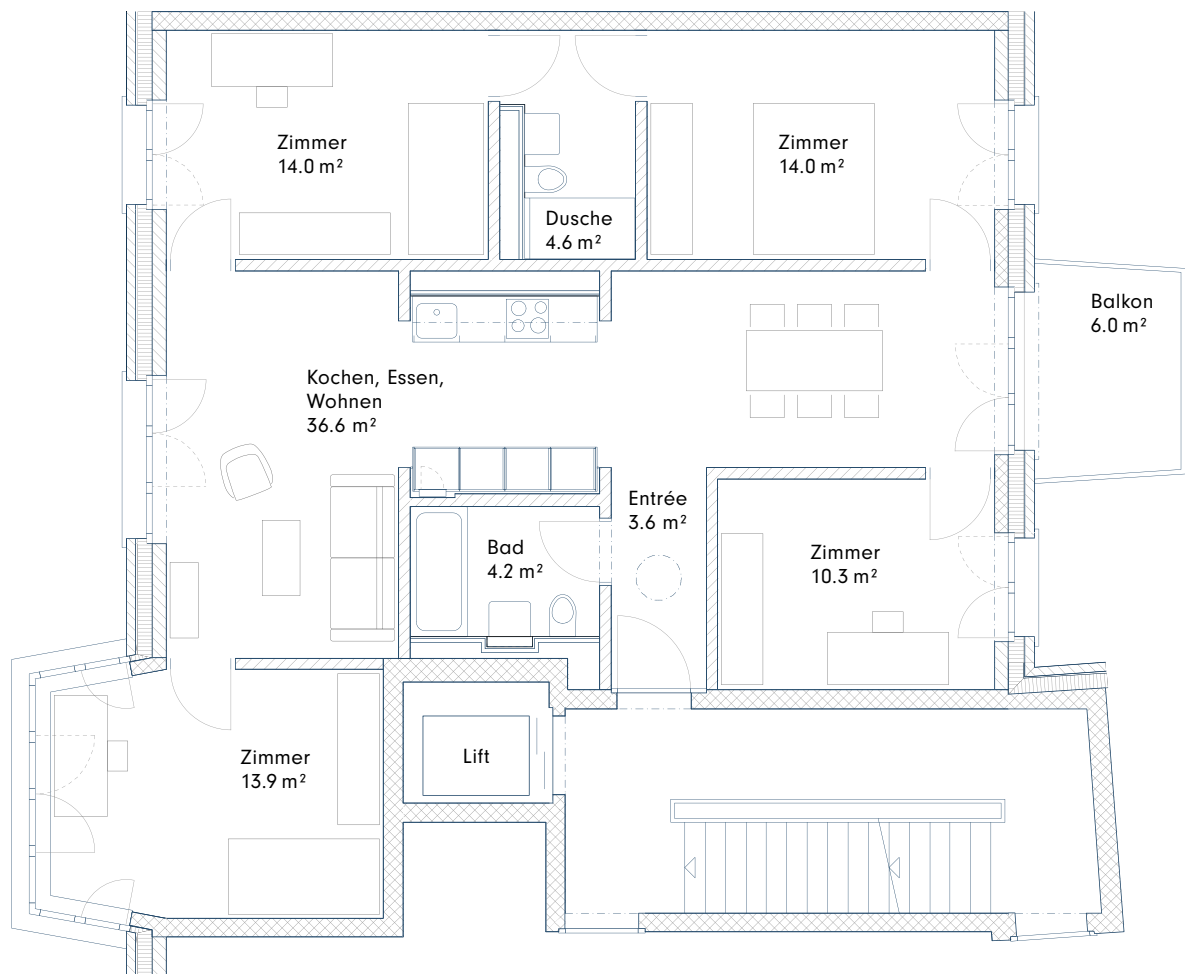 Zimmer
14.0 m²
Zimmer
14.0 m²
Dusche
4.6 m²
Balkon
6.0 m²
Kochen, Essen,
Wohnen
36.6 m²
Entrée
3.6 m²
Bad
4.2 m²
Zimmer
10.3 m²
Zimmer
13.9 m²
Lift